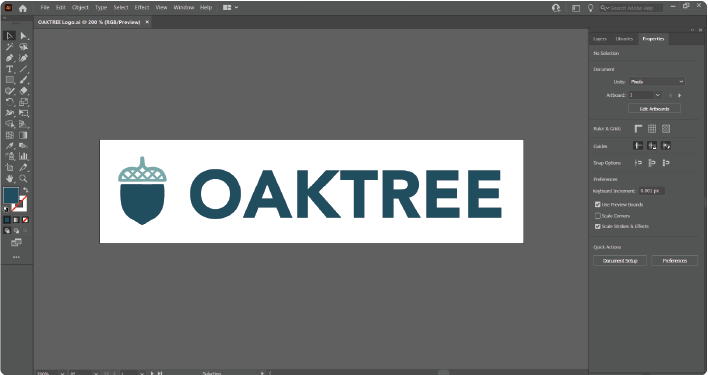 Ai File Edit Object Type Select Effect View Window Help Search Adobe Help
OAKTREE Logo.ai @ 200 % (RGB/Preview) ×
Layers Libraries Properties
No Selection
Document
Units: Pixels
Artboard: 1
Edit Artboards
Ruler & Grids
Guides
Snap Options
Preferences
Keyboard Increment: 0.001 px
Use Preview Bounds
Scale Corners
Scale Strokes & Effects
Quick Actions
Document Setup Preferences
OAKTREE
200% Selection